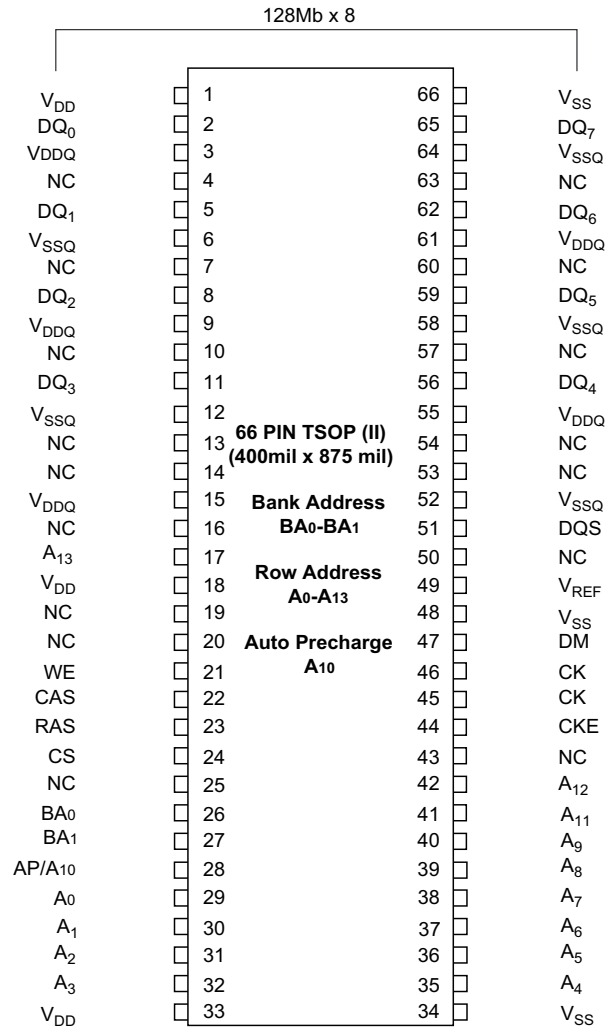 128Mb x 8
VDD 1 66 VSS
DQ0 2 65 DQ7
VDDQ 3 64 VSSQ
NC 4 63 NC
DQ1 5 62 DQ6
VSSQ 6 61 VDDQ
NC 7 60 NC
DQ2 8 59 DQ5
VDDQ 9 58 VSSQ
NC 10 57 NC
DQ3 11 56 DQ4
VSSQ 12 55 VDDQ
66 PIN TSOP (II)
NC 13 54 NC
(400mil x 875 mil)
NC 14 53 NC
VDDQ 15 Bank Address 52 VSSQ
NC 16 BA0-BA1 51 DQS
A13 17 50 NC
Row Address
VDD 18 49 VREF
A0-A13
NC 19 48 VSS
NC 20 Auto Precharge 47 DM
WE 21 A10 46 CK
CAS 22 45 CK
RAS 23 44 CKE
CS 24 43 NC
NC 25 42 A12
BA0 26 41 A11
BA1 27 40 A9
AP/A10 28 39 A8
A0 29 38 A7
A1 30 37 A6
A2 31 36 A5
A3 32 35 A4
VDD 33 34 VSS